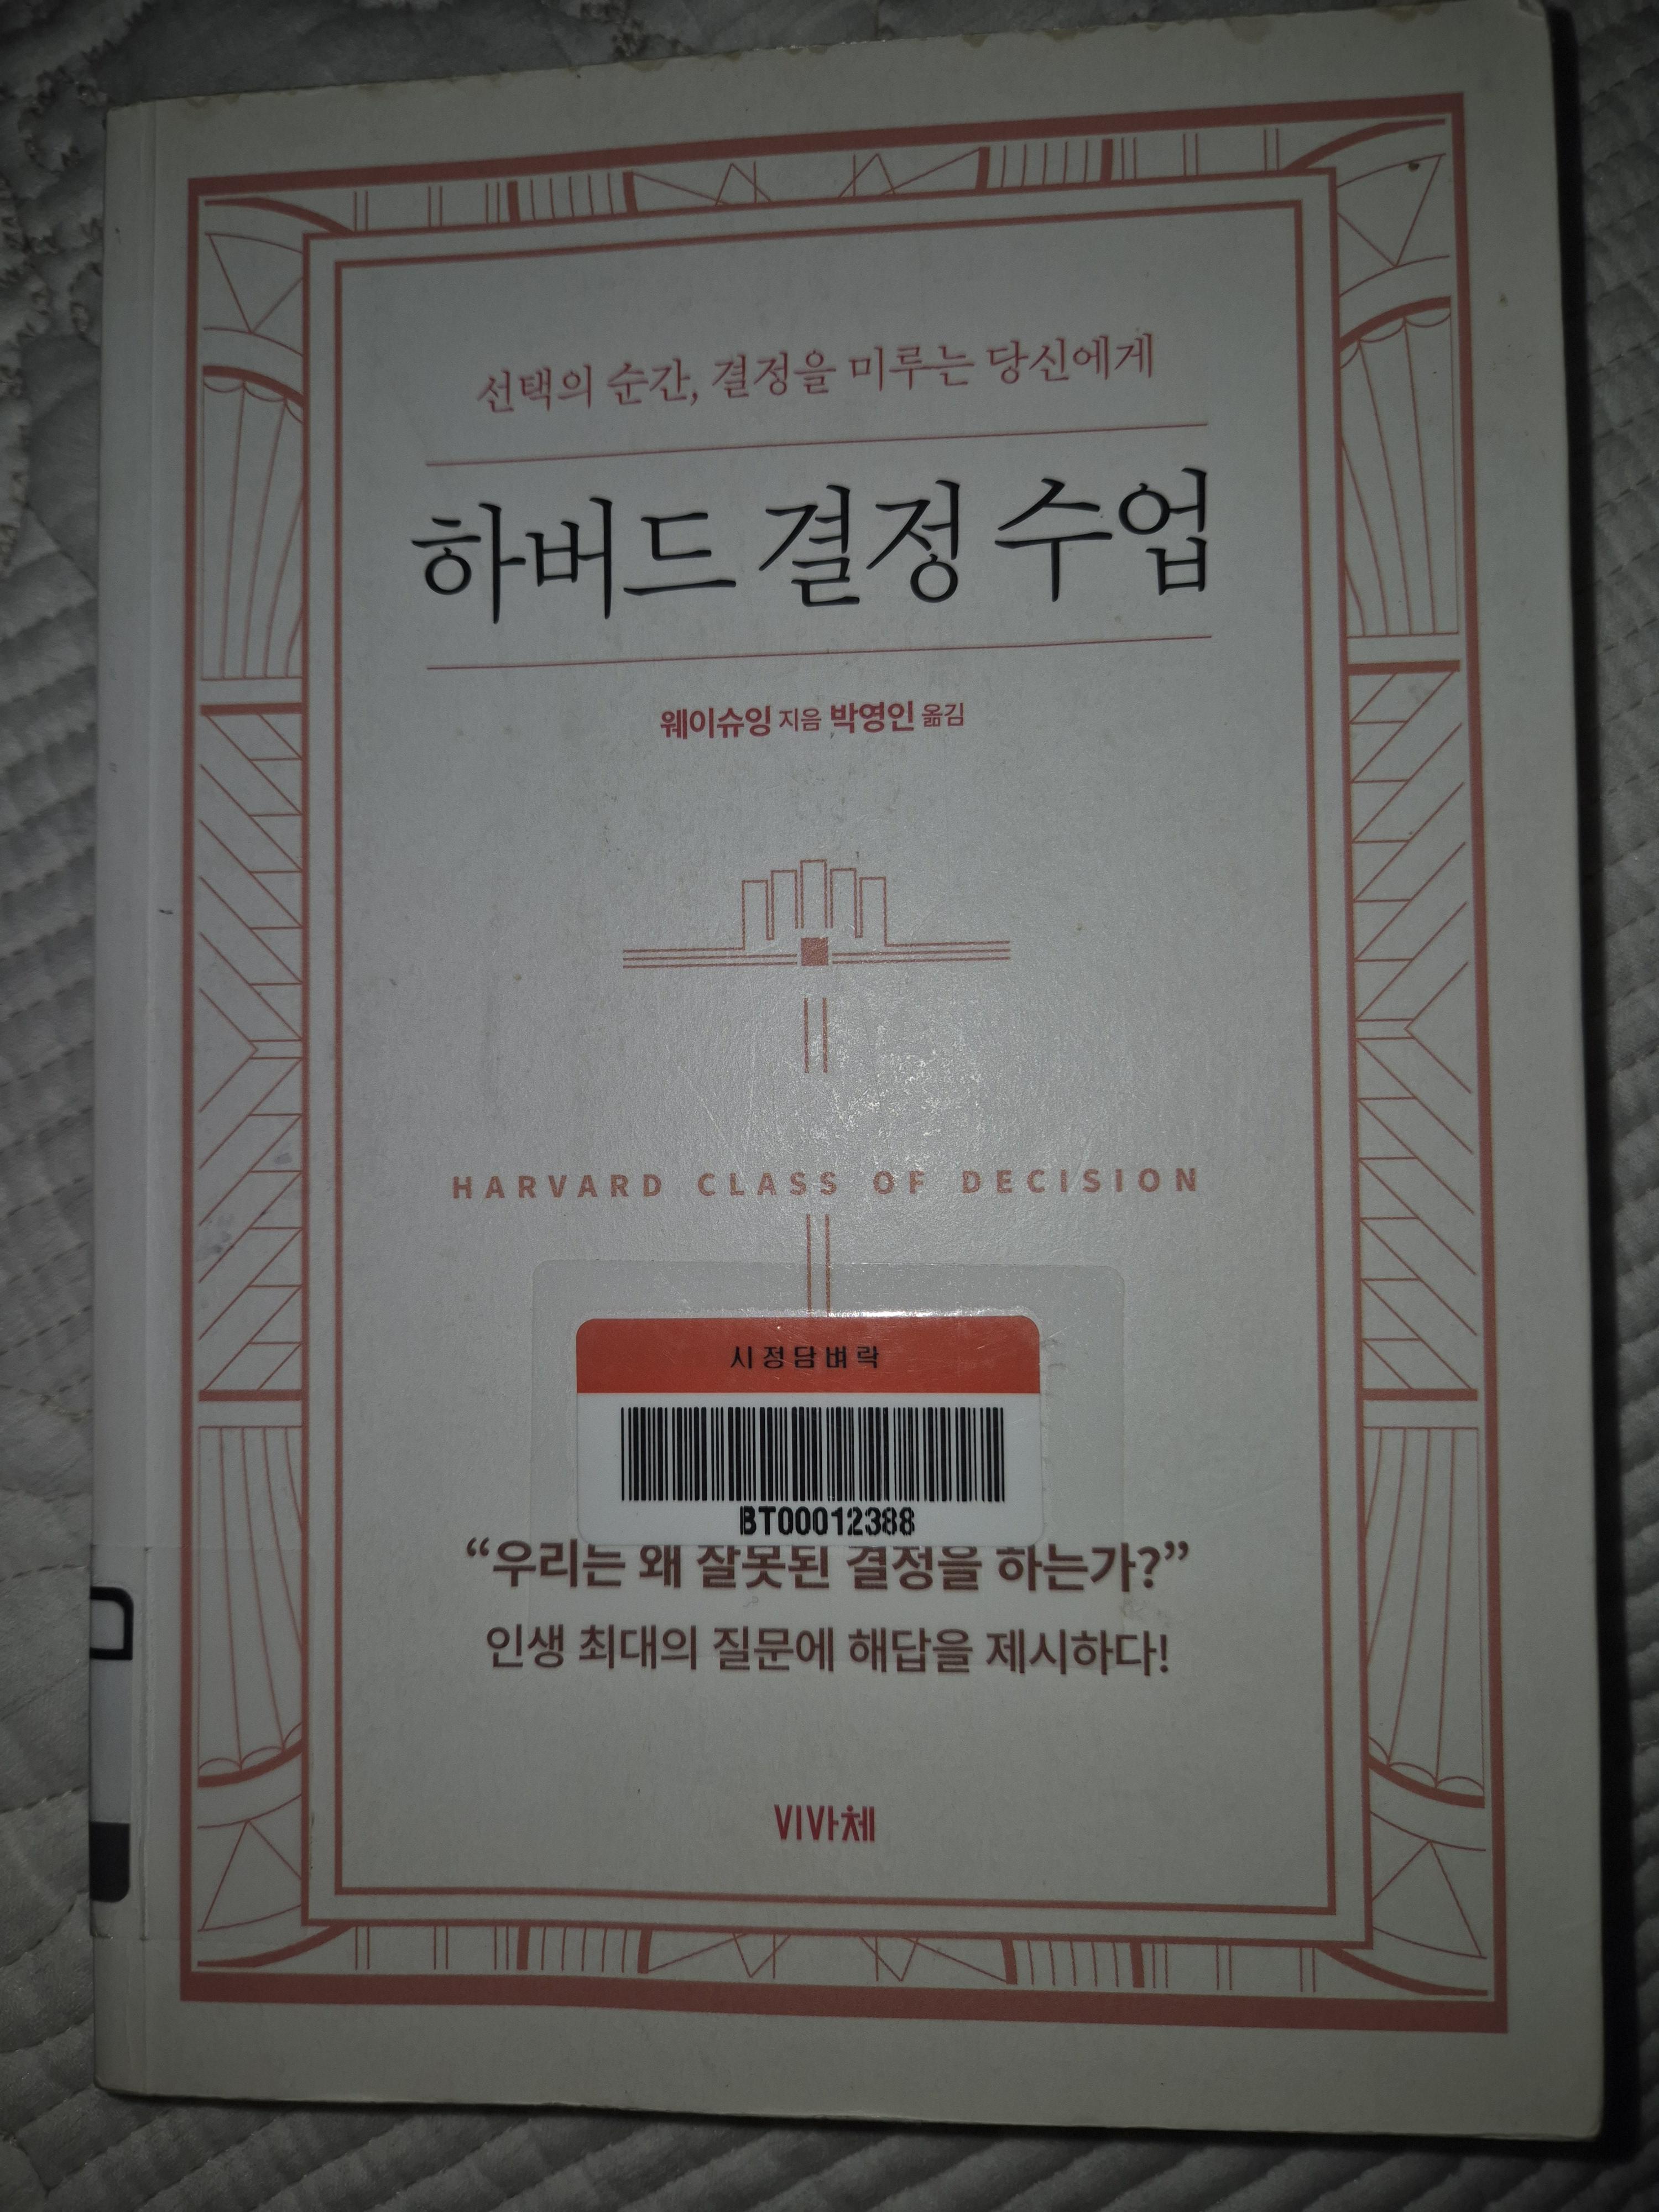 선택의 순간, 결정을 미루는 당신에게
하버드 결정 수업
웨이슈잉 지음 박영인 옮김
HARVARD CLASS OF DECISION
시정담벼락
BT00012388
“우리는 왜 잘못된 결정을 하는가?”
인생 최대의 질문에 해답을 제시하다!
VIVA체